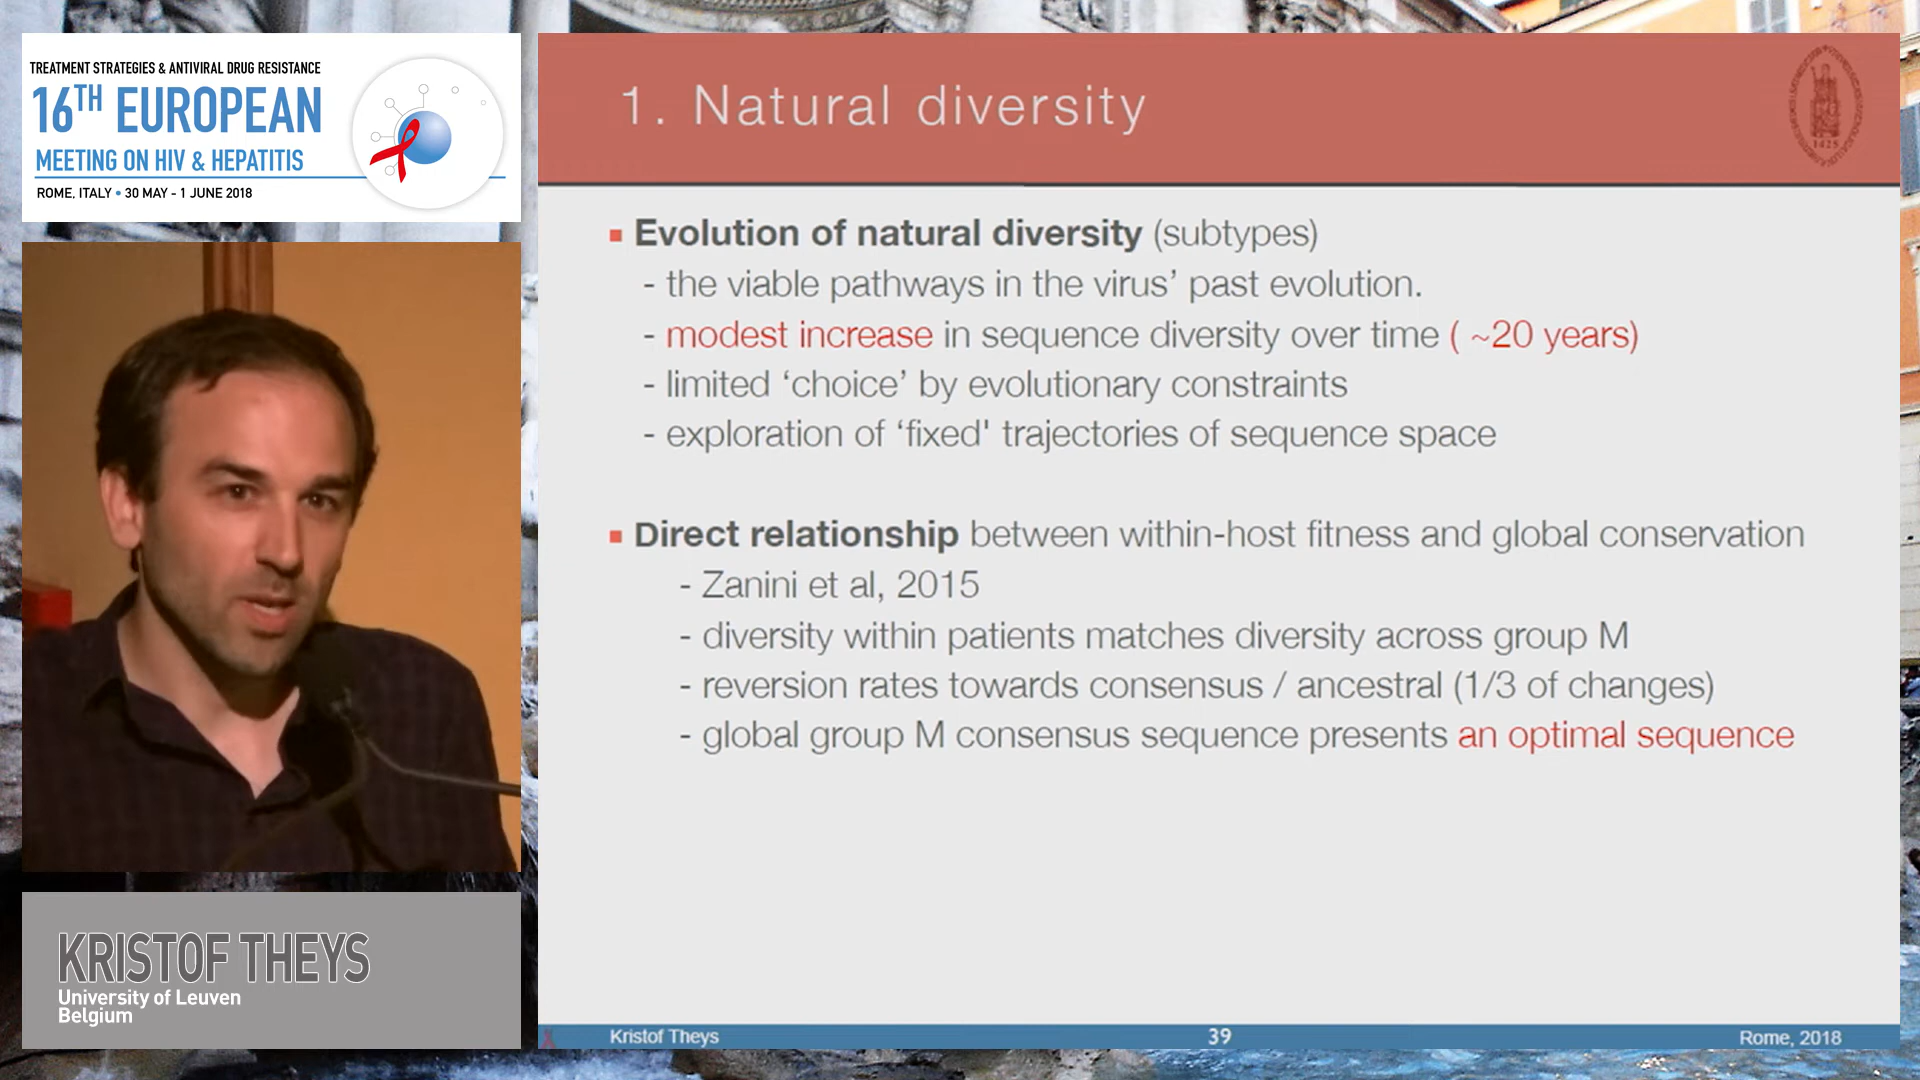 TREATMENT STRATEGIES & ANTIVIRAL DRUG RESISTANCE
16TH EUROPEAN
MEETING ON HIV & HEPATITIS
ROME, ITALY • 30 MAY - 1 JUNE 2018
KRISTOF THEYS
University of Leuven
Belgium
1. Natural diversity
1425
▪ Evolution of natural diversity (subtypes)
- the viable pathways in the virus’ past evolution.
- modest increase in sequence diversity over time ( ~20 years)
- limited ‘choice’ by evolutionary constraints
- exploration of ‘fixed' trajectories of sequence space
▪ Direct relationship between within-host fitness and global conservation
- Zanini et al, 2015
- diversity within patients matches diversity across group M
- reversion rates towards consensus / ancestral (1/3 of changes)
- global group M consensus sequence presents an optimal sequence
Kristof Theys
39
Rome, 2018